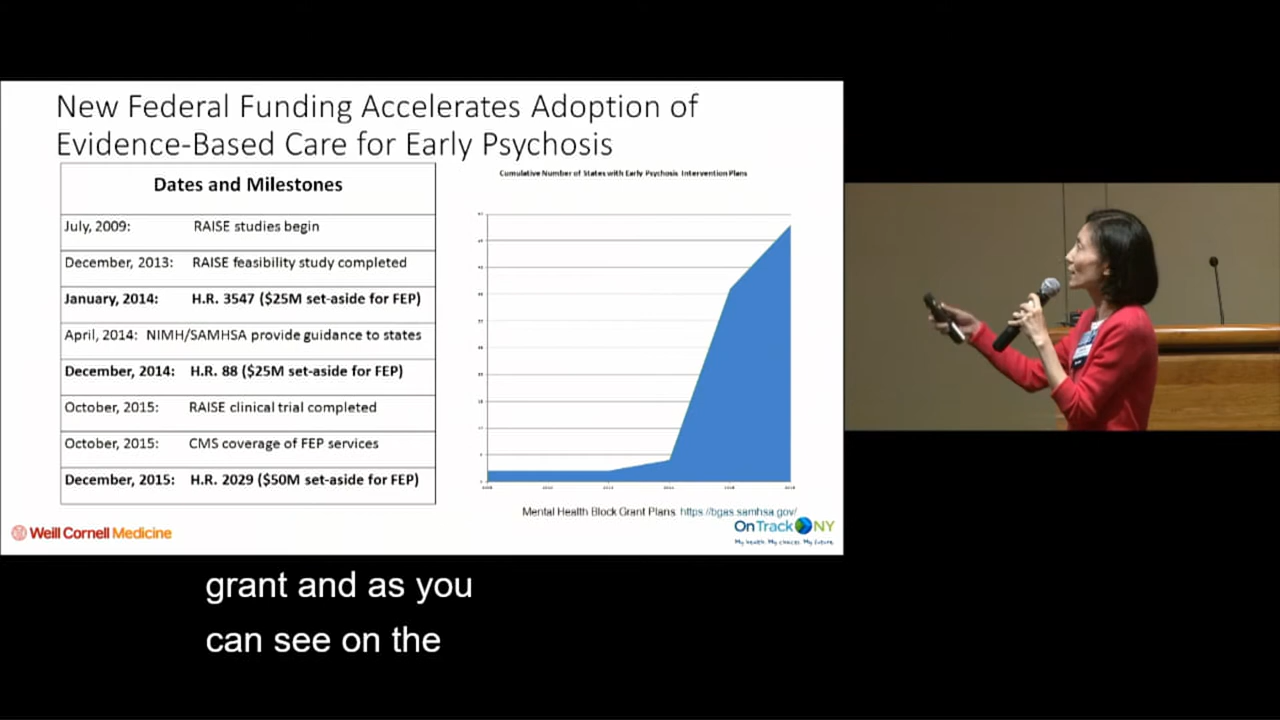 New Federal Funding Accelerates Adoption of
Evidence-Based Care for Early Psychosis
Dates and Milestones
July, 2009: RAISE studies begin
December, 2013: RAISE feasibility study completed
January, 2014: H.R. 3547 ($25M set-aside for FEP)
April, 2014: NIMH/SAMHSA provide guidance to states
December, 2014: H.R. 88 ($25M set-aside for FEP)
October, 2015: RAISE clinical trial completed
October, 2015: CMS coverage of FEP services
December, 2015: H.R. 2029 ($50M set-aside for FEP)
Cumulative Number of States with Early Psychosis Intervention Plans
Mental Health Block Grant Plans https://bgas.samhsa.gov/
Weill Cornell Medicine
OnTrack NY
My health. My choices. My future.
grant and as you
can see on the